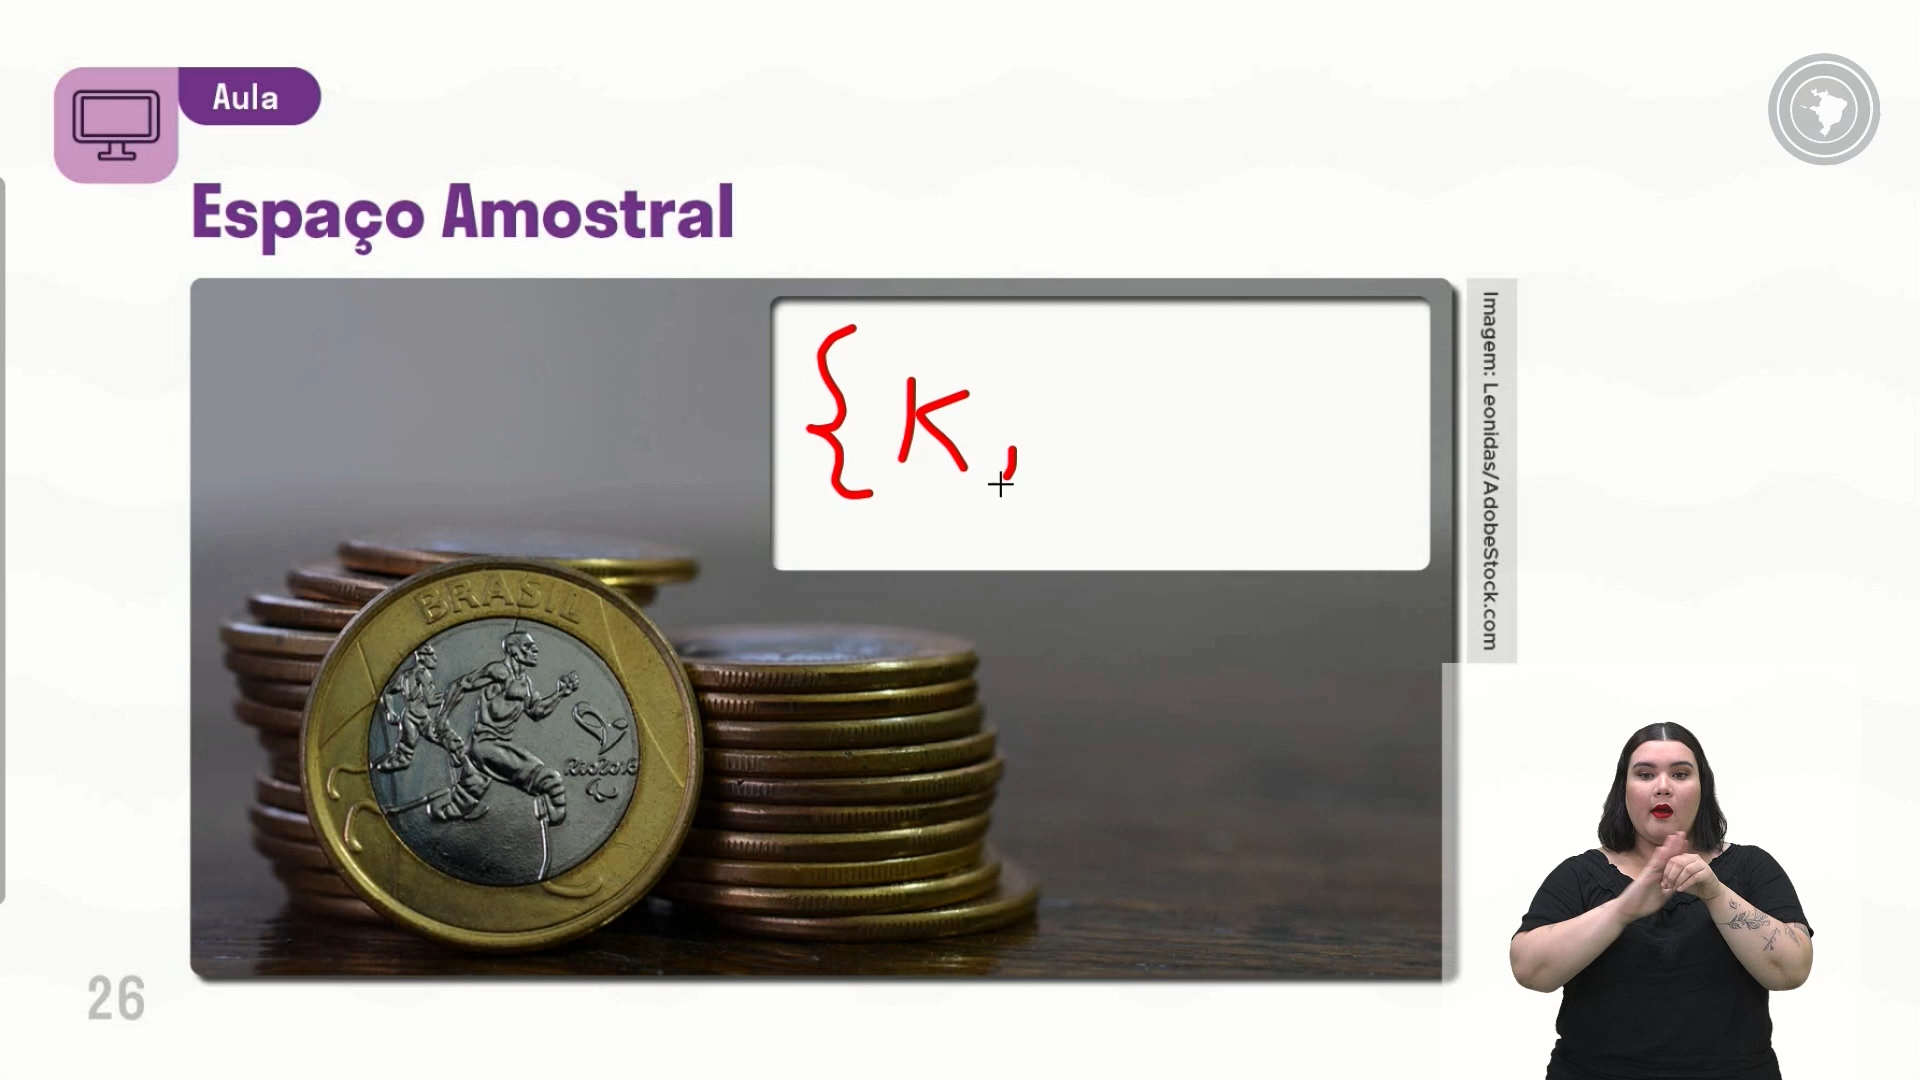 Aula
Espaço Amostral
{ K ,
Imagem: Leonidas/AdobeStock.com
BRASIL
Rio2016
26